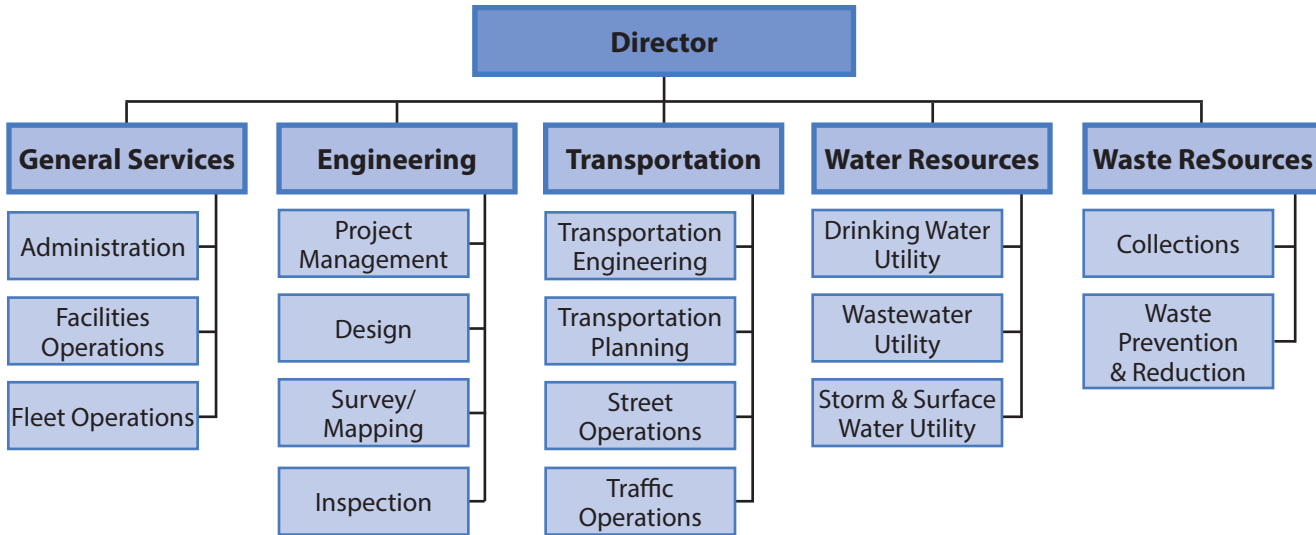 Director
General Services
Engineering
Transportation
Water Resources
Waste ReSources
Administration
Facilities
Operations
Fleet Operations
Project
Management
Design
Survey/
Mapping
Inspection
Transportation
Engineering
Transportation
Planning
Street
Operations
Traffic
Operations
Drinking Water
Utility
Wastewater
Utility
Storm & Surface
Water Utility
Collections
Waste
Prevention
& Reduction